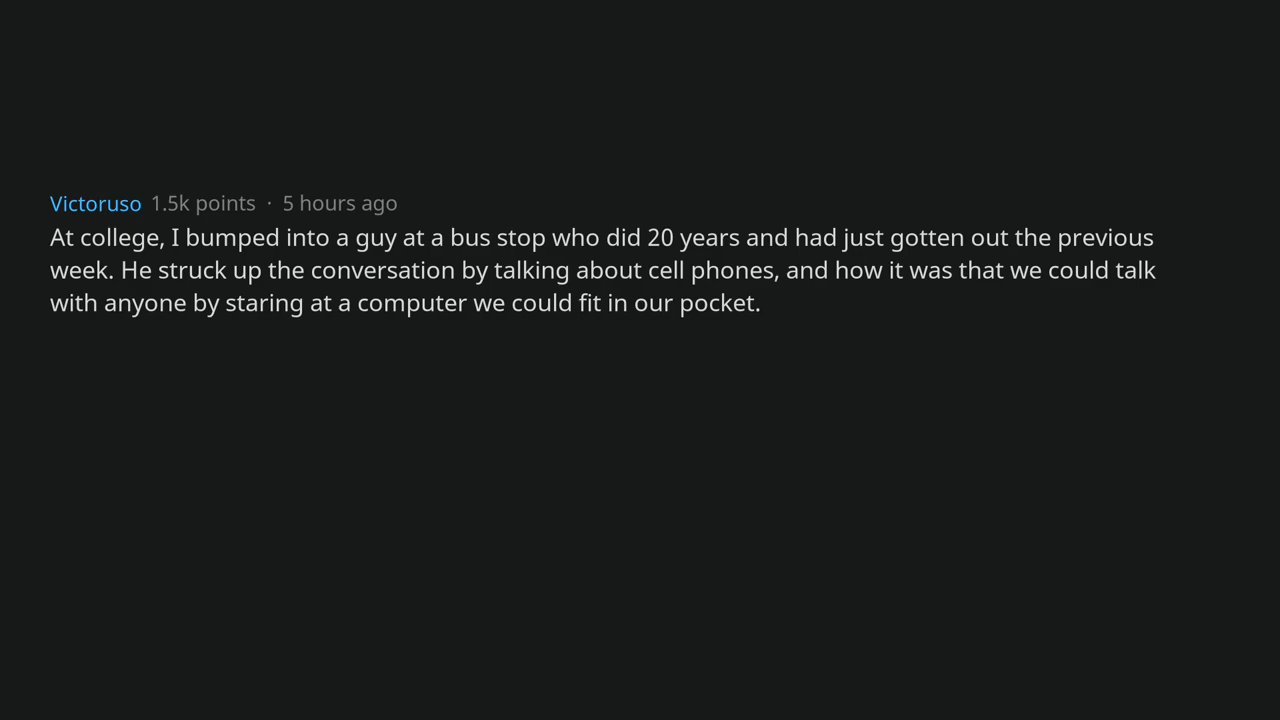 Victoruso 1.5k points · 5 hours ago
At college, I bumped into a guy at a bus stop who did 20 years and had just gotten out the previous
week. He struck up the conversation by talking about cell phones, and how it was that we could talk
with anyone by staring at a computer we could fit in our pocket.